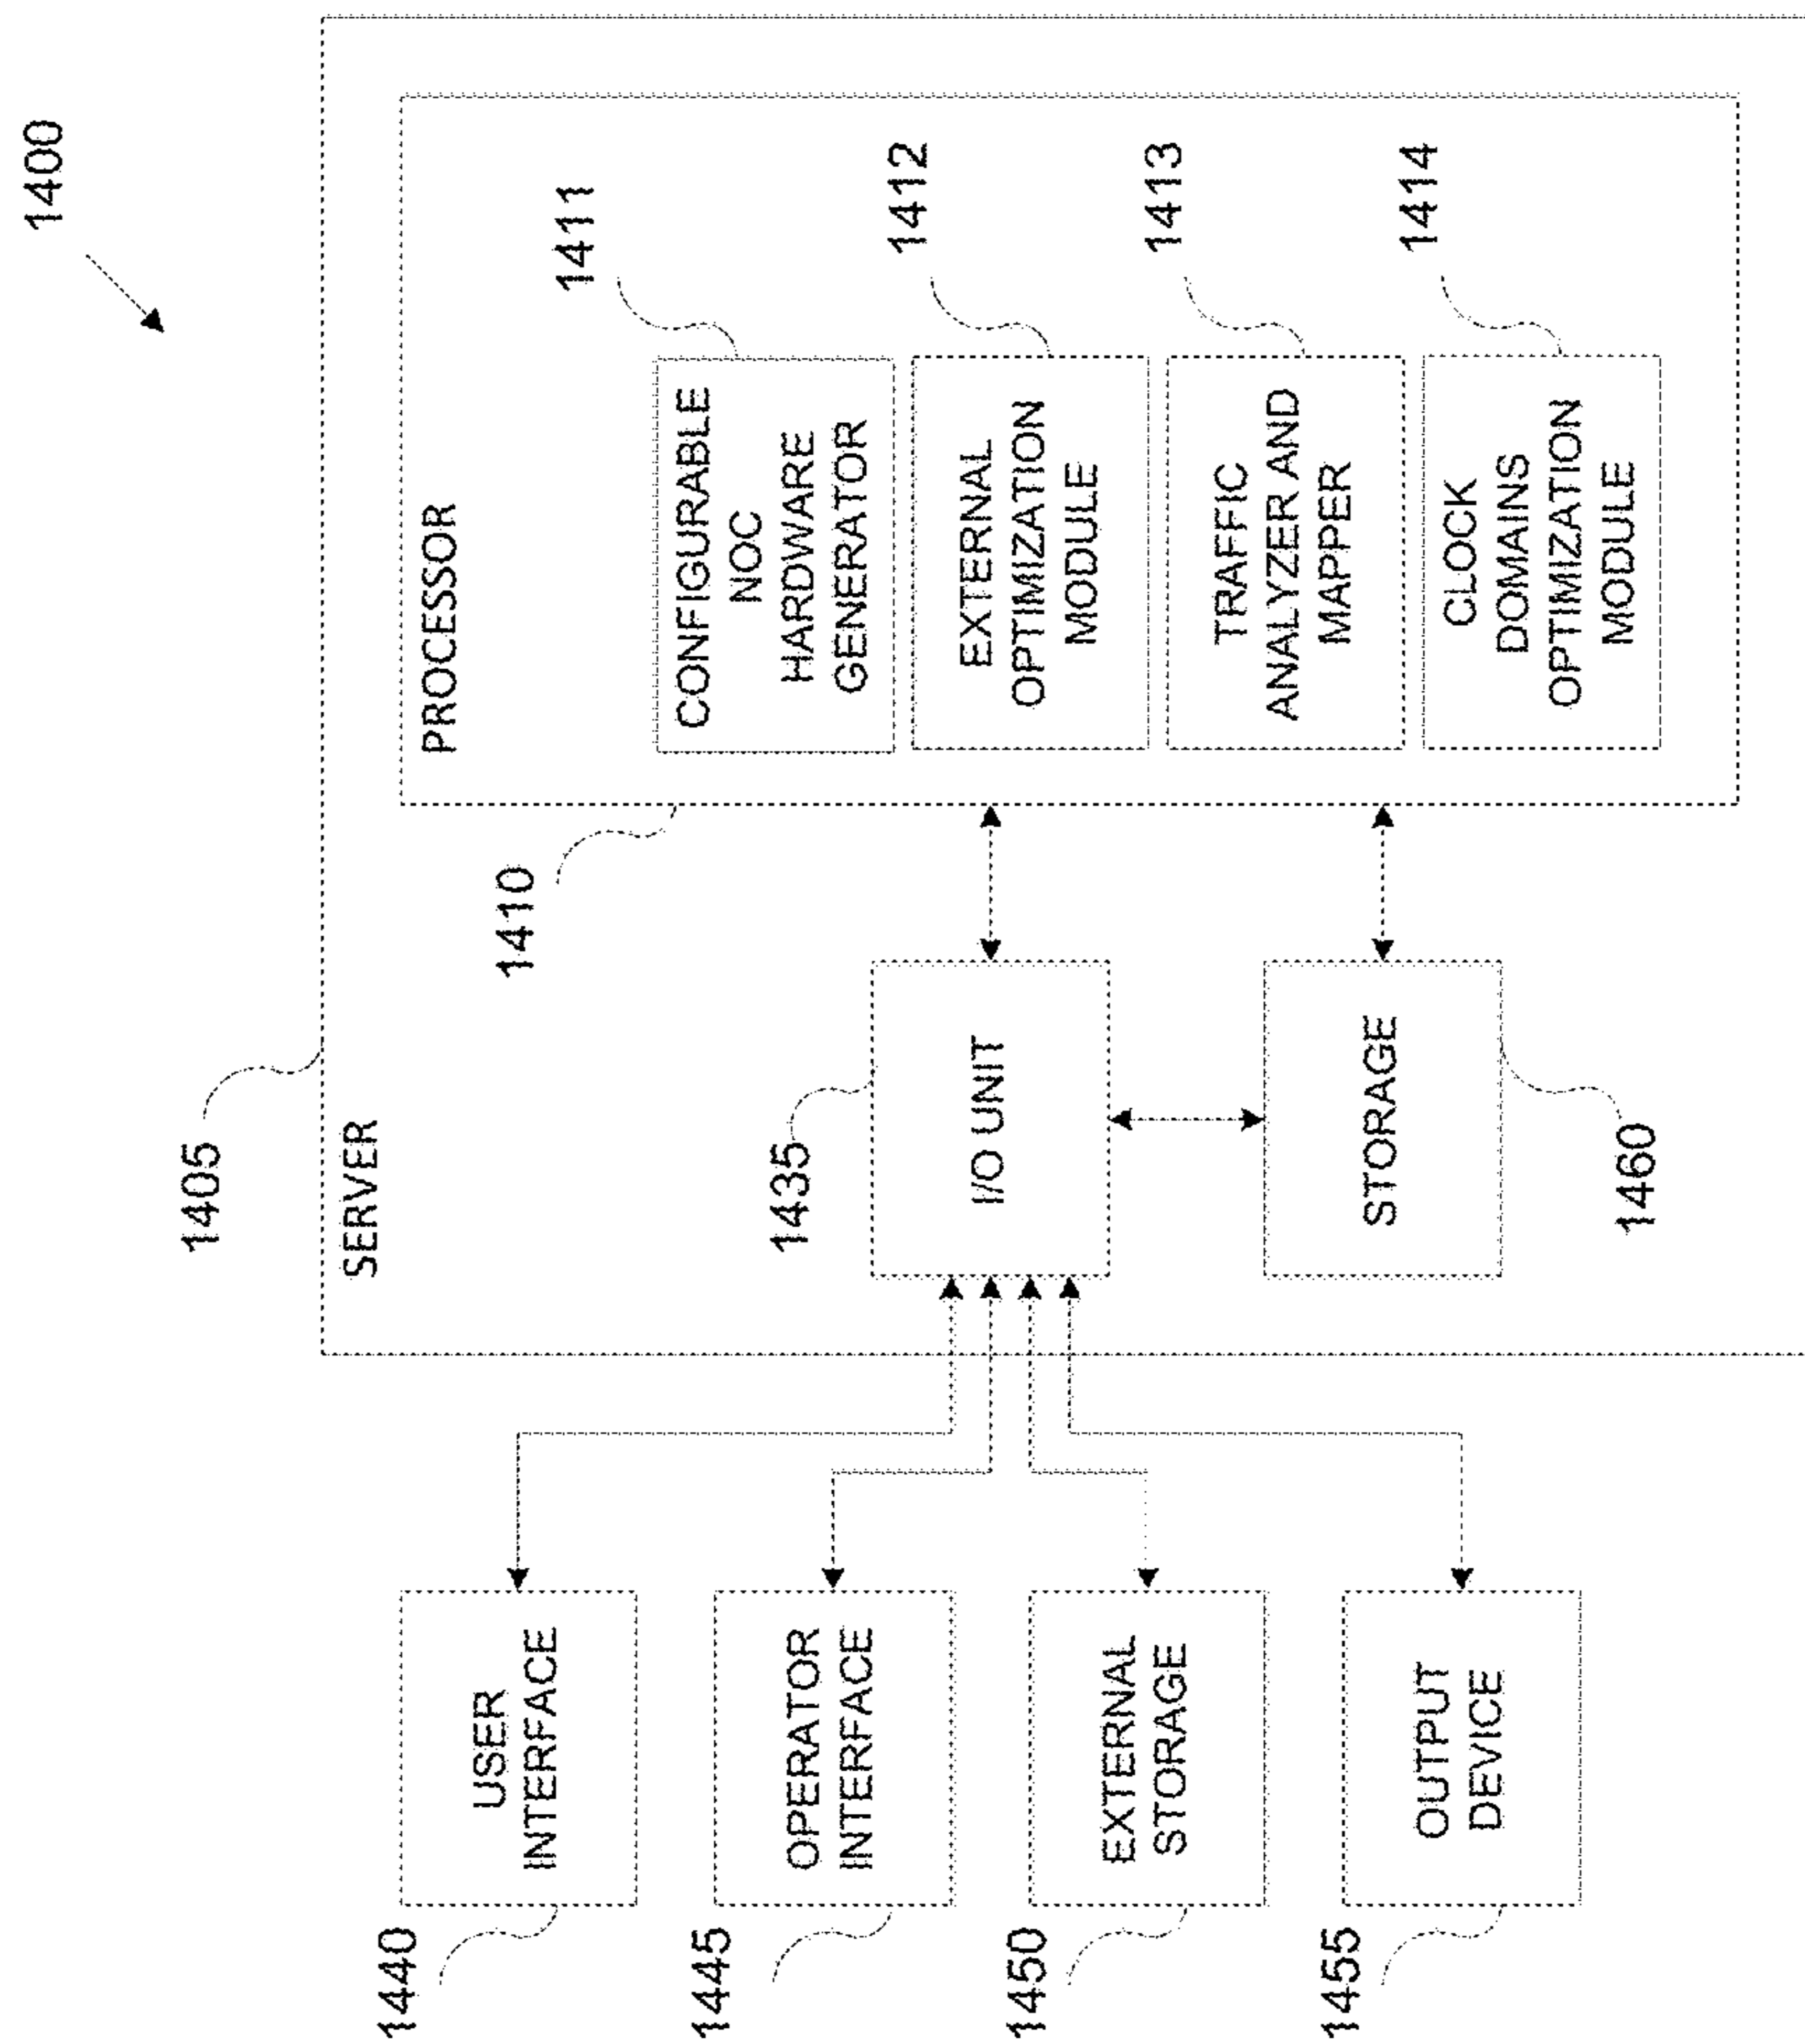 1400
1405
SERVER
1410
PROCESSOR
1411
CONFIGURABLE
NOC
HARDWARE
GENERATOR
1412
EXTERNAL
OPTIMIZATION
MODULE
1413
TRAFFIC
ANALYZER AND
MAPPER
1414
CLOCK
DOMAINS
OPTIMIZATION
MODULE
1435
I/O UNIT
STORAGE
1460
1440
USER
INTERFACE
1445
OPERATOR
INTERFACE
1450
EXTERNAL
STORAGE
1455
OUTPUT
DEVICE